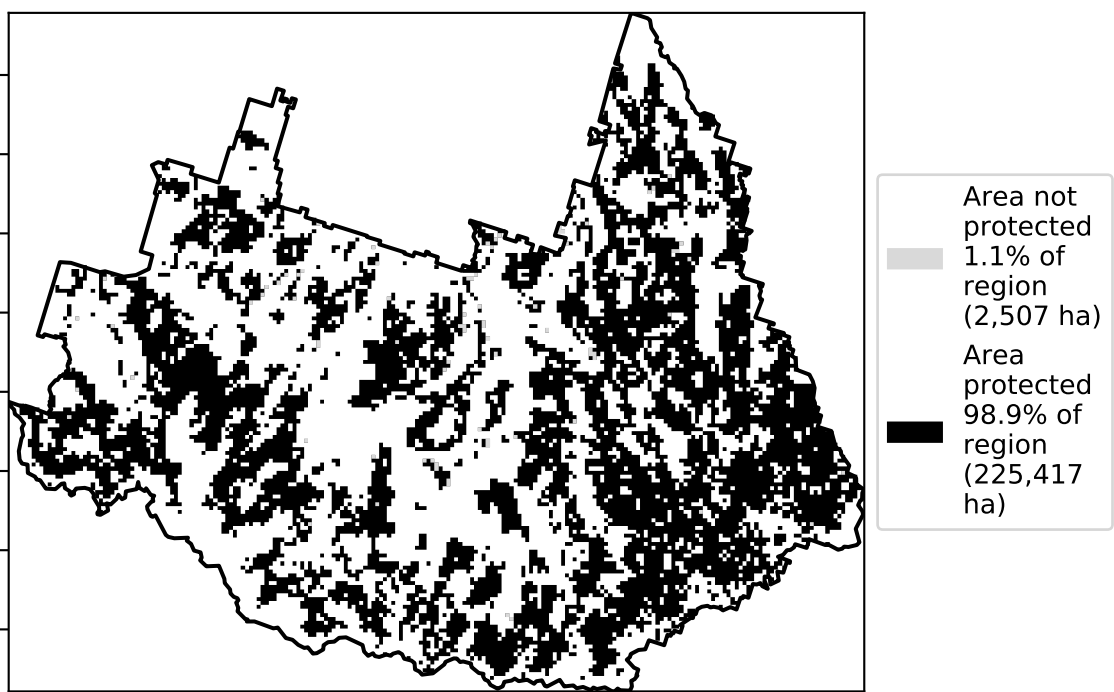 Area not
protected
1.1% of
region
(2,507 ha)
Area
protected
98.9% of
region
(225,417
ha)